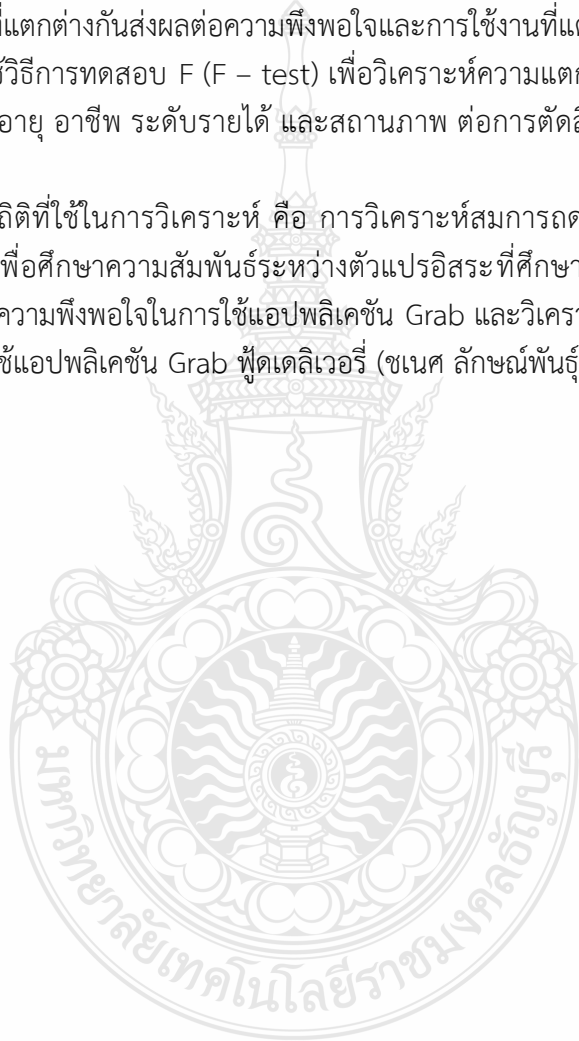 ที่แตกต่างกันส่งผลต่อความพึงพอใจและการใช้งานที่แต
วิธีการทดสอบ F (F – test) เพื่อวิเคราะห์ความแตก
อายุ อาชีพ ระดับรายได้ และสถานภาพ ต่อการตัดสิ
ถิติที่ใช้ในการวิเคราะห์ คือ การวิเคราะห์สมการถด
พื่อศึกษาความสัมพันธ์ระหว่างตัวแปรอิสระที่ศึกษา
ความพึงพอใจในการใช้แอปพลิเคชัน Grab และวิเครา
ช้แอปพลิเคชัน Grab ฟู้ดเดลิเวอรี่ (ชเนศ ลักษณ์พันธุ์
มหาวิทยาลัยเทคโนโลยีราชมงคลธัญบุรี